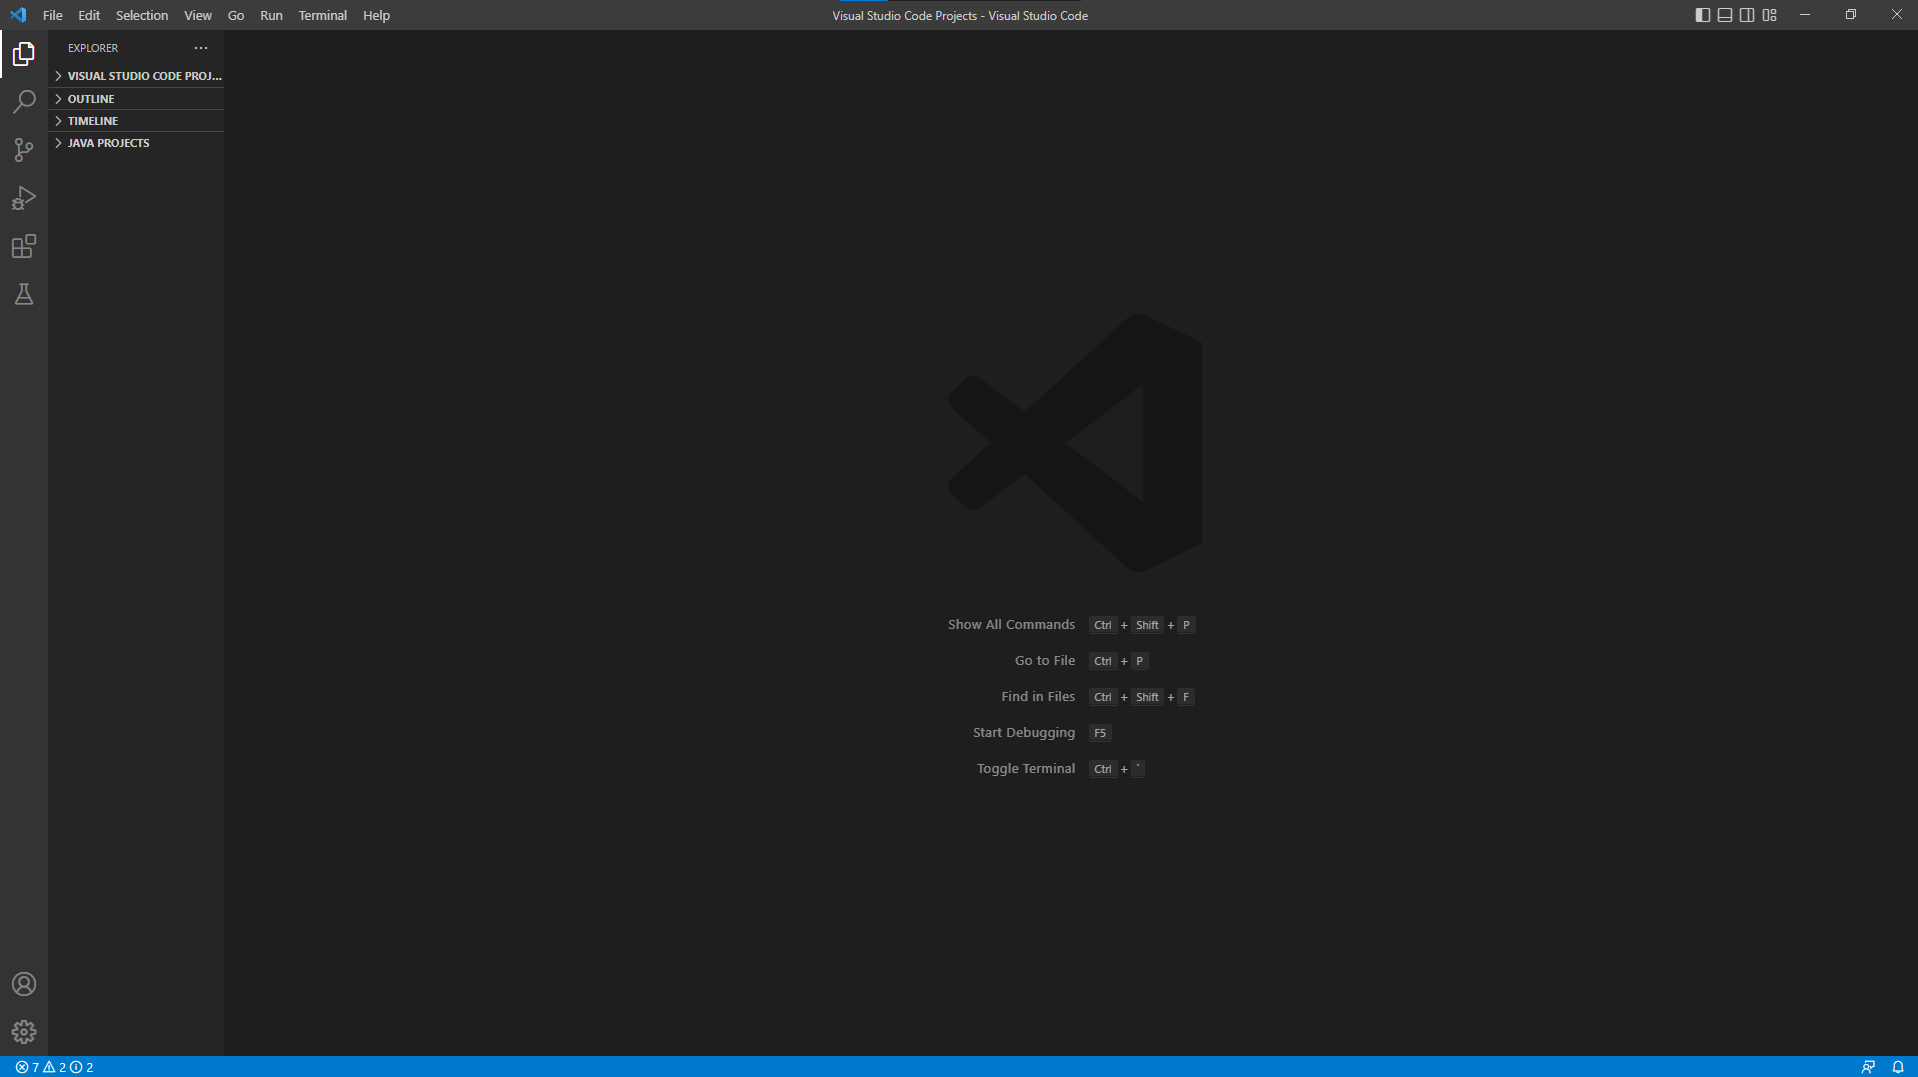 File Edit Selection View Go Run Terminal Help
Visual Studio Code Projects - Visual Studio Code
EXPLORER
VISUAL STUDIO CODE PROJ...
OUTLINE
TIMELINE
JAVA PROJECTS
Show All Commands Ctrl + Shift + P
Go to File Ctrl + P
Find in Files Ctrl + Shift + F
Start Debugging F5
Toggle Terminal Ctrl + `
7 2 2